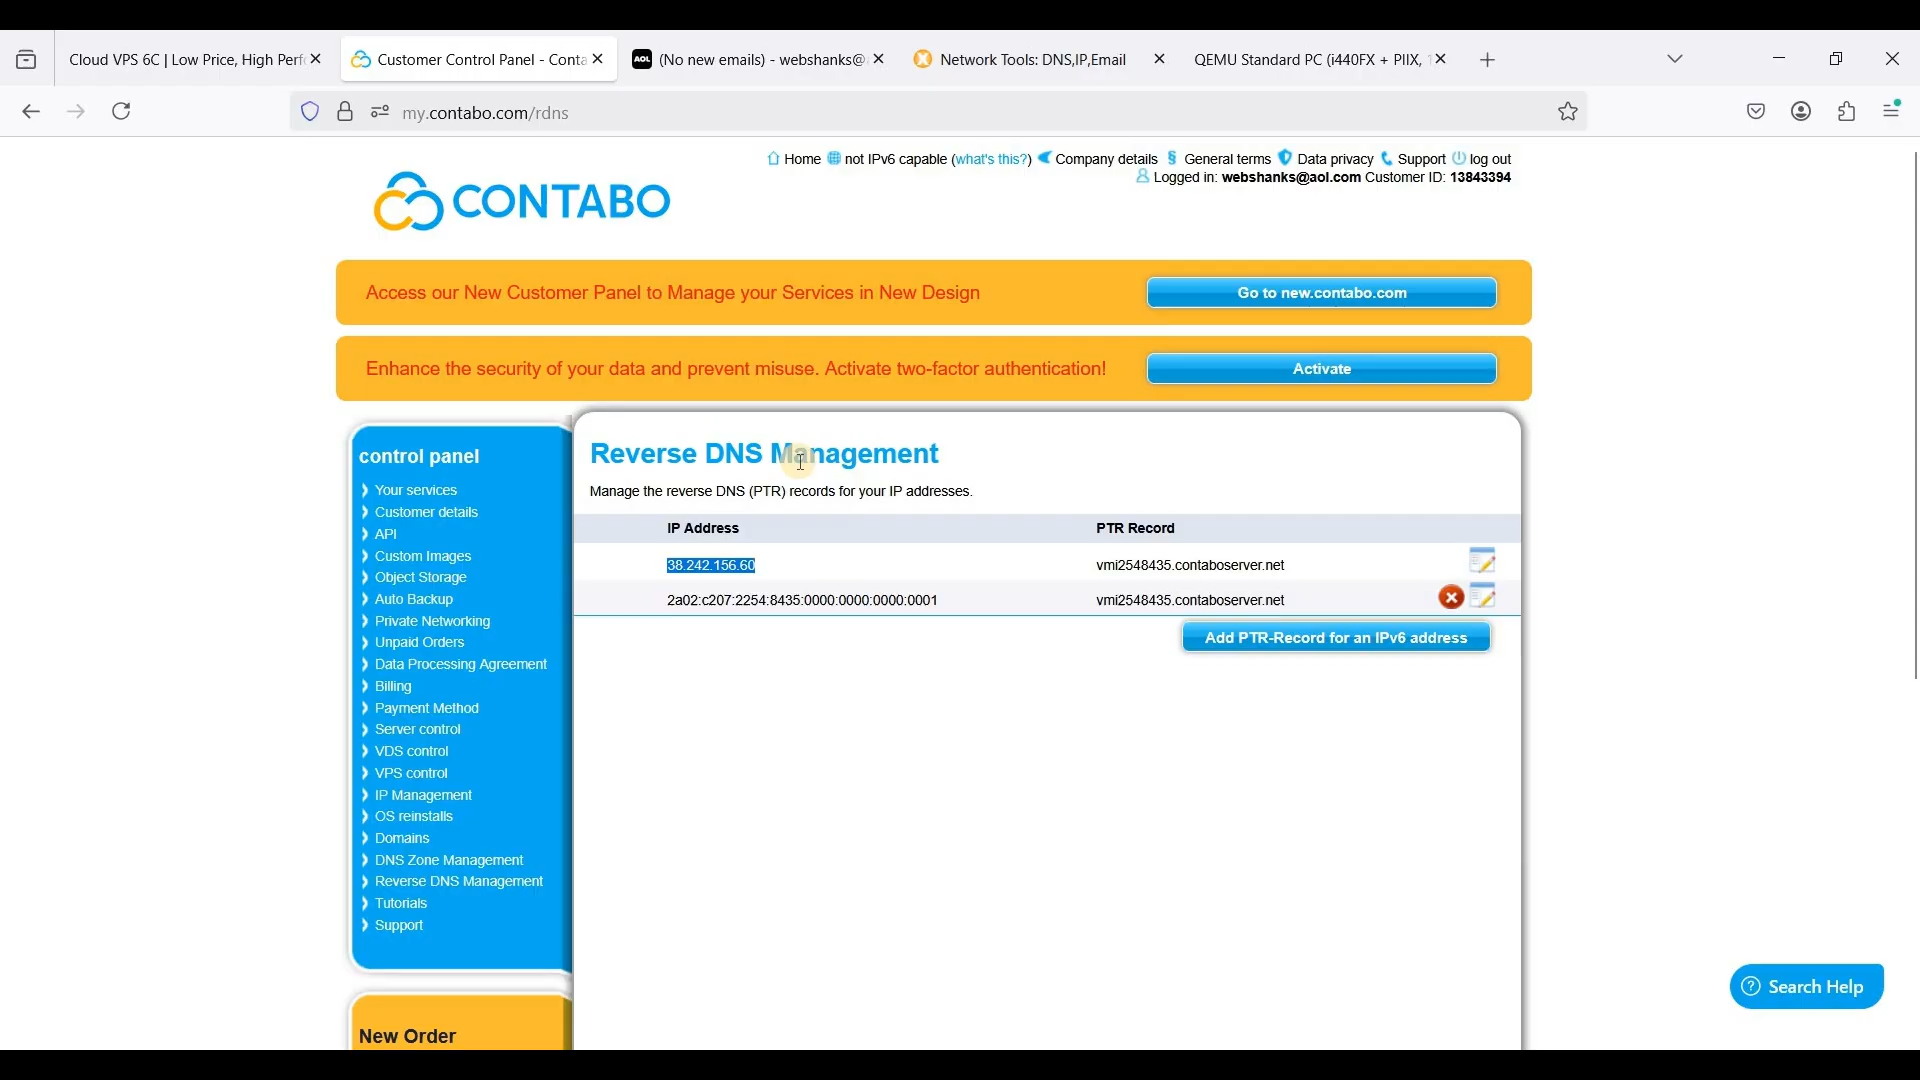 Cloud VPS 6C | Low Price, High Perf
Customer Control Panel - Conta
AOL
(No new emails) - webshanks@
Network Tools: DNS,IP,Email
QEMU Standard PC (i440FX + PIIX,
my.contabo.com/rdns
Home not IPv6 capable (what's this?) Company details General terms Data privacy Support log out
Logged in: webshanks@aol.com Customer ID: 13843394
CONTABO
Access our New Customer Panel to Manage your Services in New Design
Go to new.contabo.com
Enhance the security of your data and prevent misuse. Activate two-factor authentication!
Activate
control panel
Your services
Customer details
API
Custom Images
Object Storage
Auto Backup
Private Networking
Unpaid Orders
Data Processing Agreement
Billing
Payment Method
Server control
VDS control
VPS control
IP Management
OS reinstalls
Domains
DNS Zone Management
Reverse DNS Management
Tutorials
Support
New Order
Reverse DNS Management
Manage the reverse DNS (PTR) records for your IP addresses.
IP Address PTR Record
38.242.156.60 vmi2548435.contaboserver.net
2a02:c207:2254:8435:0000:0000:0000:0001 vmi2548435.contaboserver.net
Add PTR-Record for an IPv6 address
Search Help